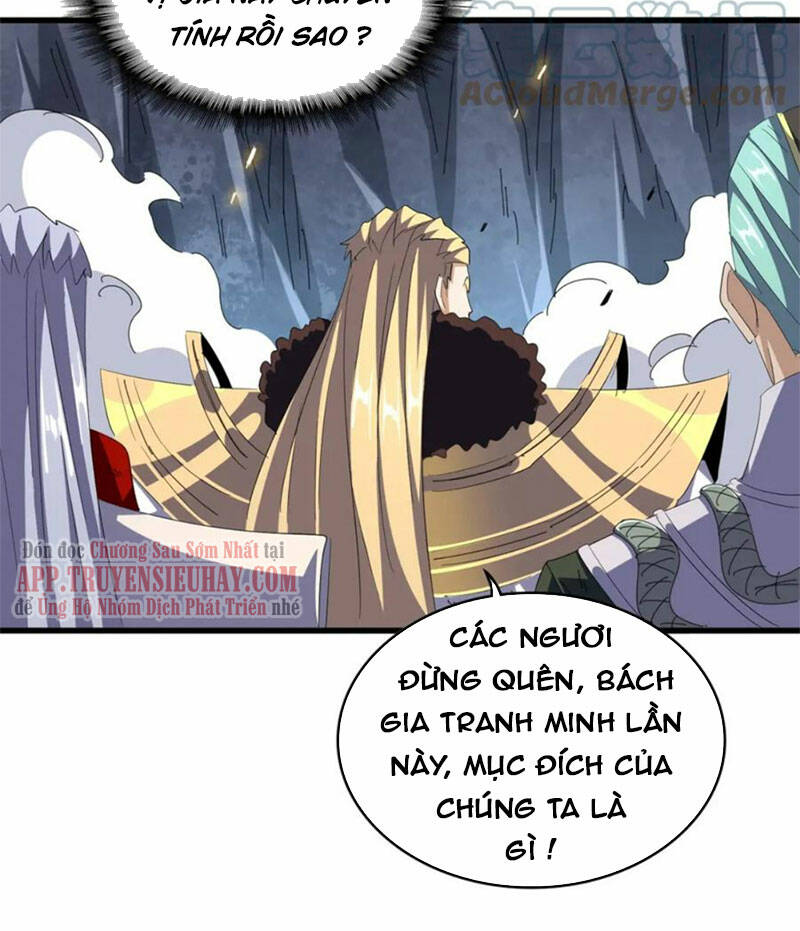 TÍNH RỒI SAO ?
AcloudMerge.com
Đón đọc Chương Sau Sớm Nhất tại
APP.TRUYENSIEUHAY.COM
để Ủng Hộ Nhóm Dịch Phát Triển nhé
CÁC NGƯƠI
ĐỪNG QUÊN, BÁCH
GIA TRANH MINH LẦN
NÀY, MỤC ĐÍCH CỦA
CHÚNG TA LÀ
GÌ !